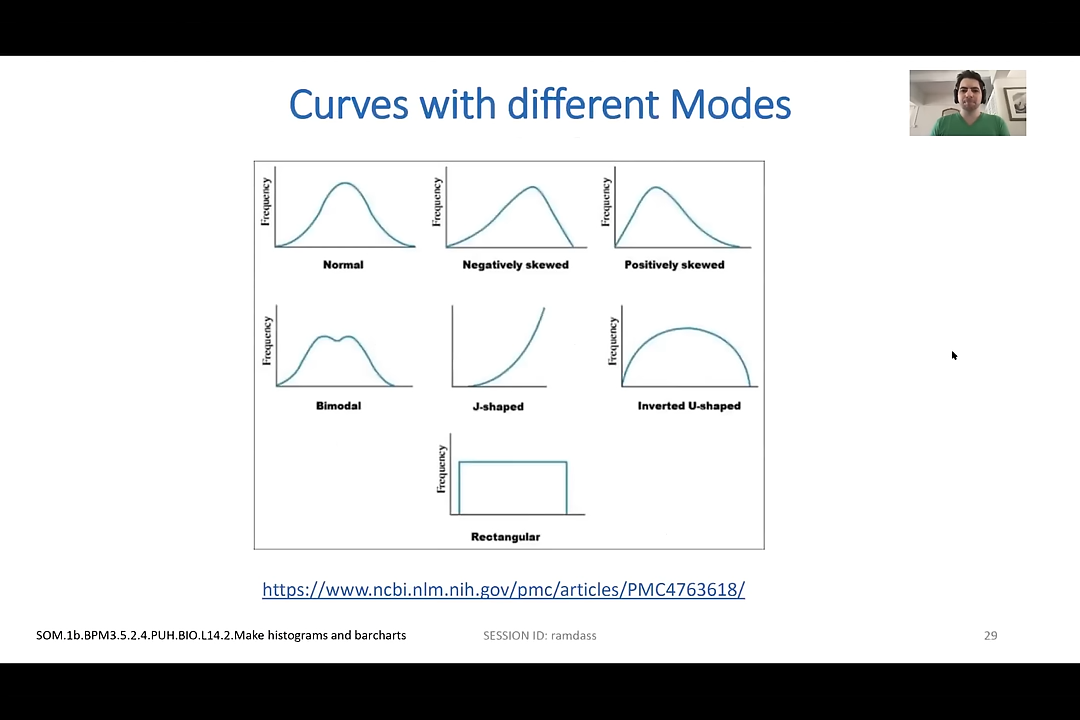 Curves with different Modes
Frequency
Frequency
Frequency
Normal
Negatively skewed
Positively skewed
Frequency
Frequency
Bimodal
J-shaped
Inverted U-shaped
Frequency
Rectangular
https://www.ncbi.nlm.nih.gov/pmc/articles/PMC4763618/
SOM.1b.BPM3.5.2.4.PUH.BIO.L14.2.Make histograms and barcharts
SESSION ID: ramdass
29